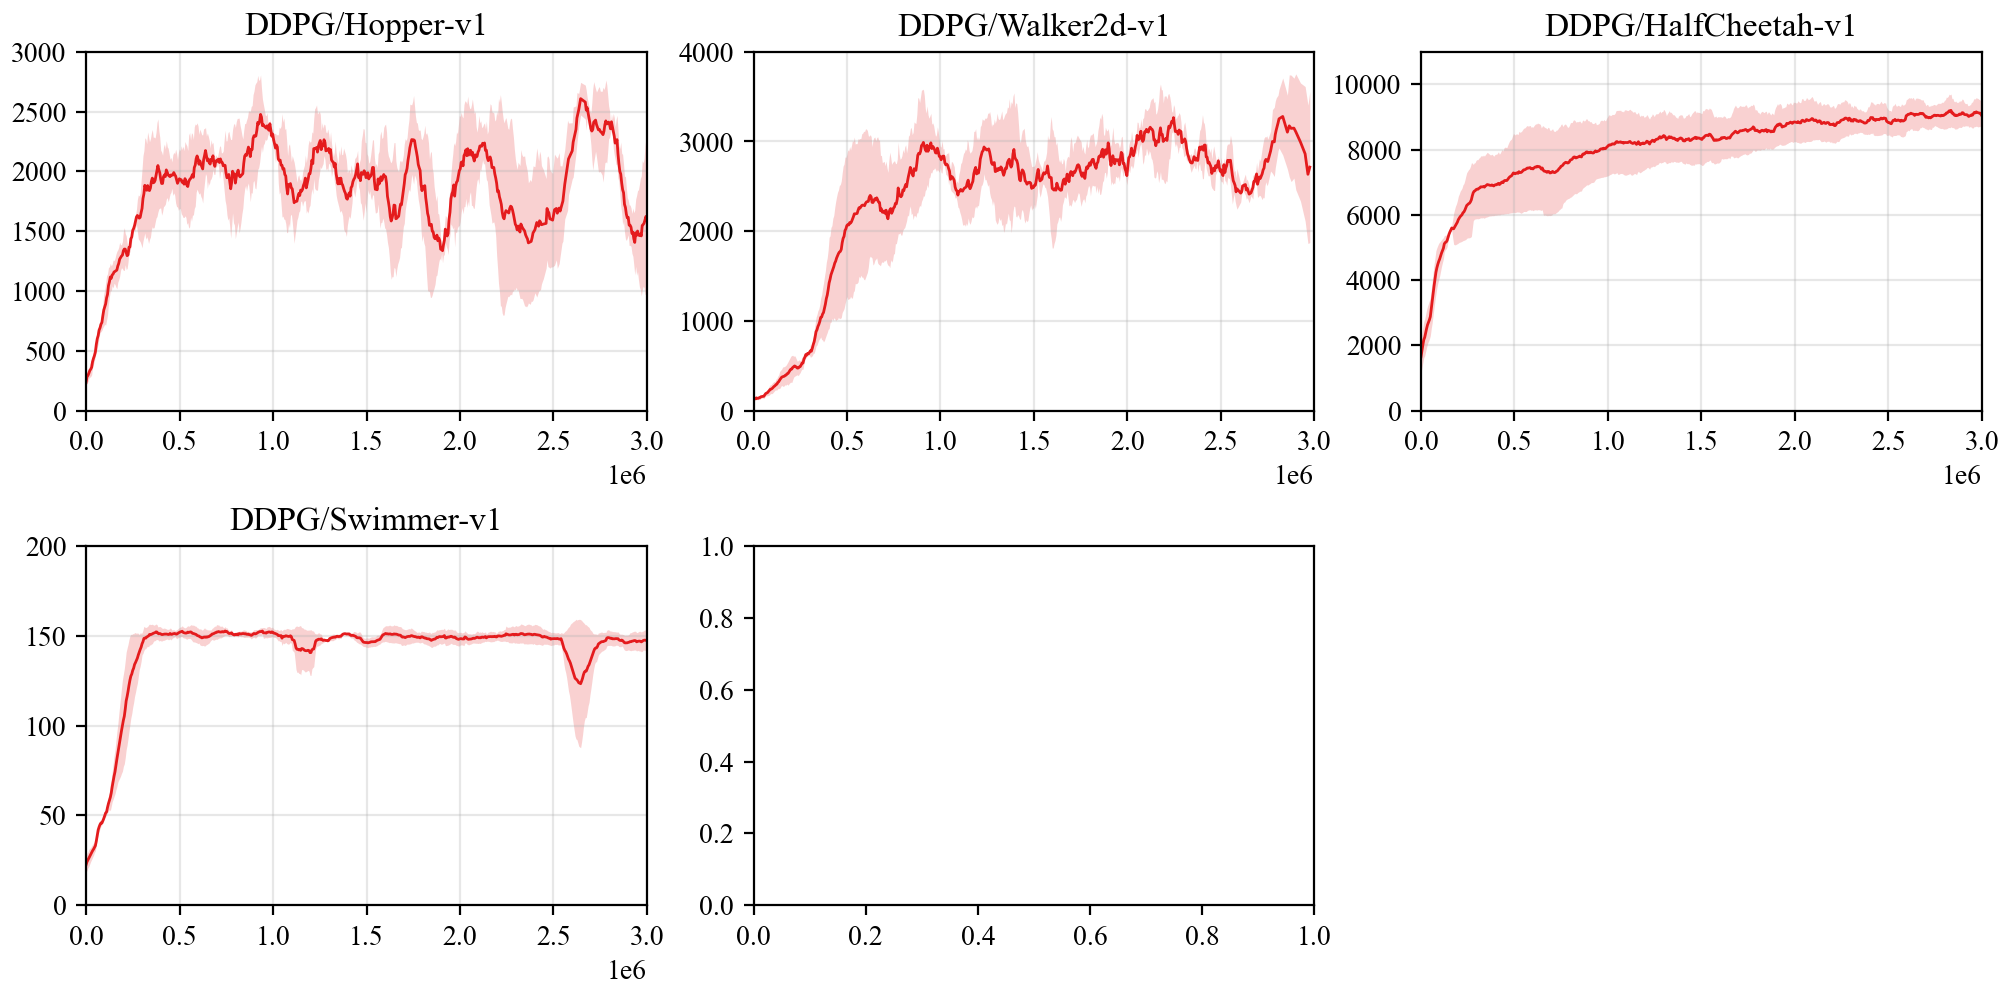 DDPG/Hopper-v1
3000
2500
2000
1500
1000
500
0
0.0 0.5 1.0 1.5 2.0 2.5 3.0
1e6
DDPG/Walker2d-v1
4000
3000
2000
1000
0
0.0 0.5 1.0 1.5 2.0 2.5 3.0
1e6
DDPG/HalfCheetah-v1
10000
8000
6000
4000
2000
0
0.0 0.5 1.0 1.5 2.0 2.5 3.0
1e6
DDPG/Swimmer-v1
200
150
100
50
0
0.0 0.5 1.0 1.5 2.0 2.5 3.0
1e6
1.0
0.8
0.6
0.4
0.2
0.0
0.0 0.2 0.4 0.6 0.8 1.0